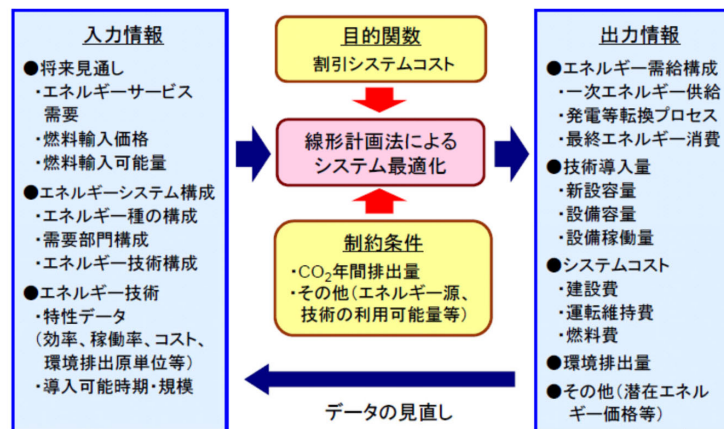 入力情報
●将来見通し
・エネルギーサービス
需要
・燃料輸入価格
・燃料輸入可能量
●エネルギーシステム構成
・エネルギー種の構成
・需要部門構成
・エネルギー技術構成
●エネルギー技術
・特性データ
(効率、稼働率、コスト、
環境排出原単位等)
・導入可能時期・規模
目的関数
割引システムコスト
線形計画法による
システム最適化
制約条件
・CO₂年間排出量
・その他(エネルギー源、
技術の利用可能量等)
データの見直し
出力情報
●エネルギー需給構成
・一次エネルギー供給
・発電等転換プロセス
・最終エネルギー消費
●技術導入量
・新設容量
・設備容量
・設備稼働量
●システムコスト
・建設費
・運転維持費
・燃料費
●環境排出量
●その他(潜在エネル
ギー価格等)